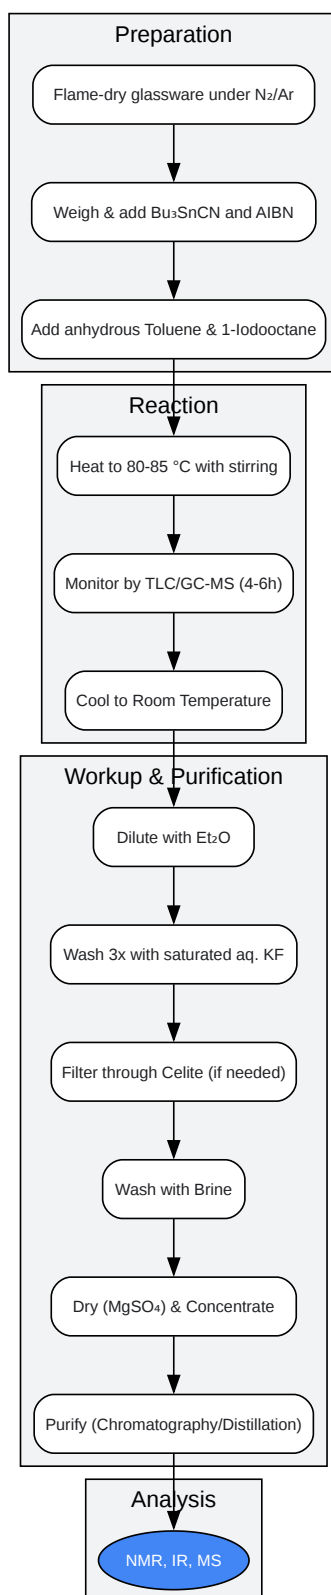 Preparation
Flame-dry glassware under N₂/Ar
Weigh & add Bu₃SnCN and AIBN
Add anhydrous Toluene & 1-Iodooctane
Reaction
Heat to 80-85 °C with stirring
Monitor by TLC/GC-MS (4-6h)
Cool to Room Temperature
Workup & Purification
Dilute with Et₂O
Wash 3x with saturated aq. KF
Filter through Celite (if needed)
Wash with Brine
Dry (MgSO₄) & Concentrate
Purify (Chromatography/Distillation)
Analysis
NMR, IR, MS